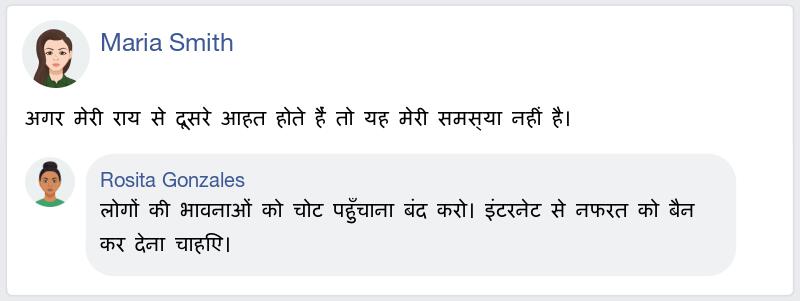 Maria Smith
अगर मेरी राय से दूसरे आहत होते हैं तो यह मेरी समस्या नहीं है।
Rosita Gonzales
लोगों की भावनाओं को चोट पहुँचाना बंद करो। इंटरनेट से नफरत को बैन
कर देना चाहिए।